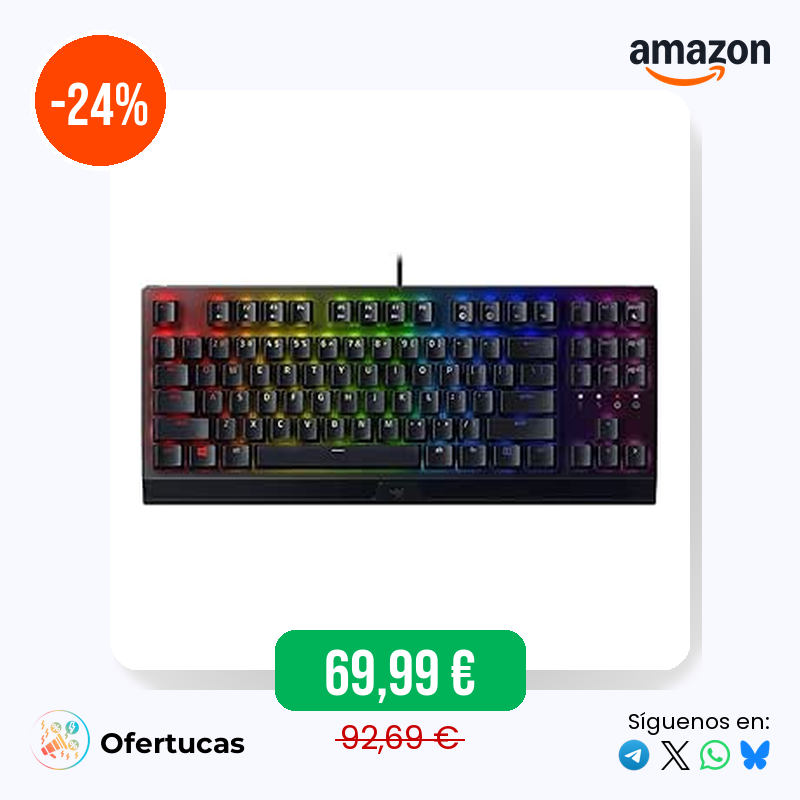 -24%
amazon
69,99 €
92,69 €
Ofertucas
Síguenos en: